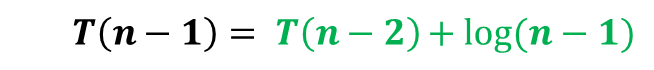 T(n − 1) = T(n − 2) + log(n − 1)